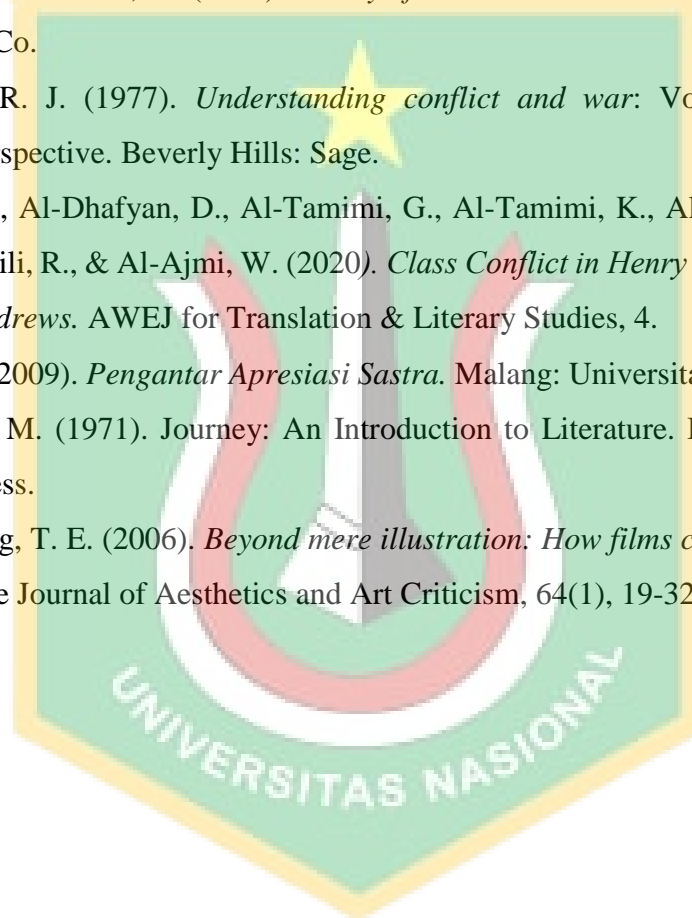 Co.
R. J. (1977). Understanding conflict and war: Vo
spective. Beverly Hills: Sage.
., Al-Dhafyan, D., Al-Tamimi, G., Al-Tamimi, K., Al
ili, R., & Al-Ajmi, W. (2020). Class Conflict in Henry
drews. AWEJ for Translation & Literary Studies, 4.
2009). Pengantar Apresiasi Sastra. Malang: Universita
M. (1971). Journey: An Introduction to Literature.
ess.
g, T. E. (2006). Beyond mere illustration: How films c
e Journal of Aesthetics and Art Criticism, 64(1), 19-32
UNIVERSITAS NASIONAL